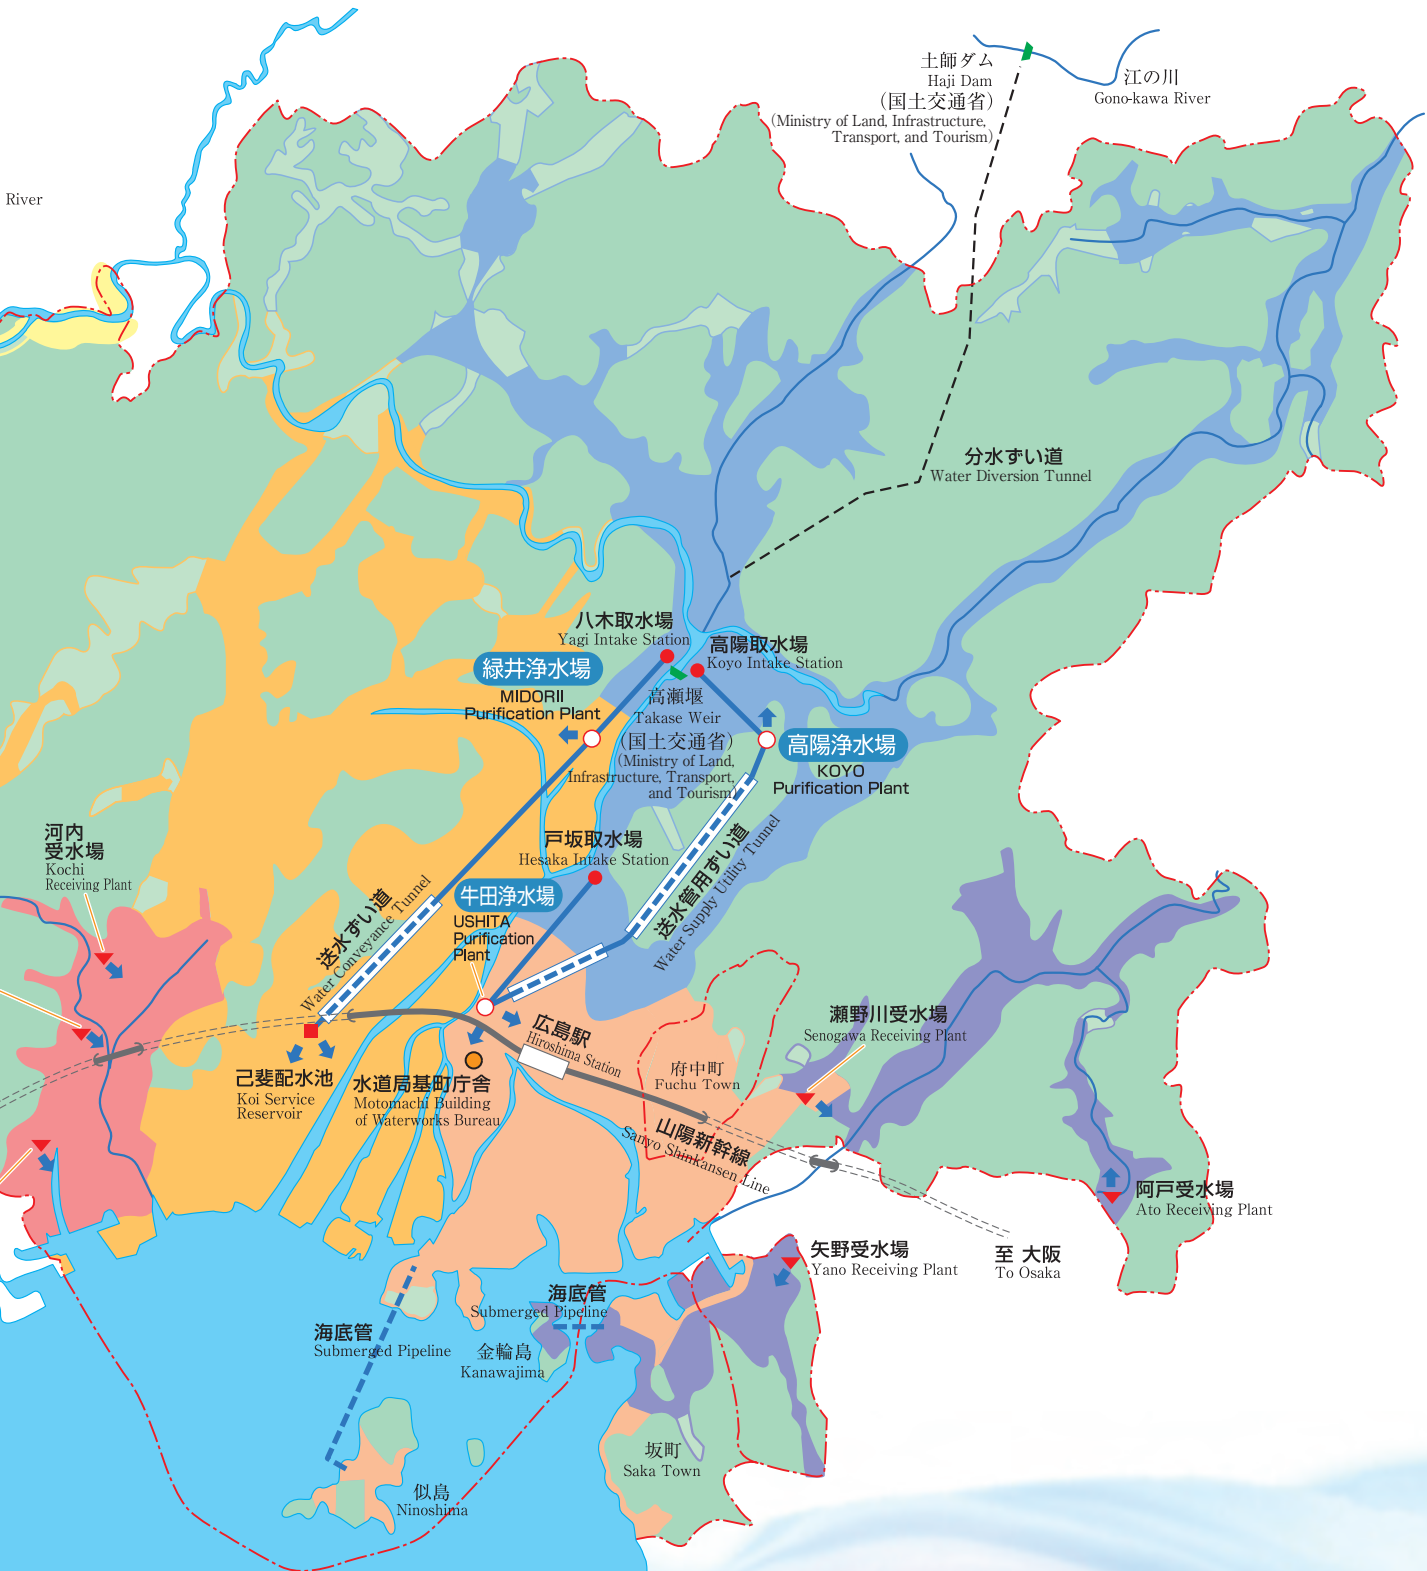 土師ダム
Haji Dam
（国土交通省）
(Ministry of Land, Infrastructure,
Transport, and Tourism)
江の川
Gono-kawa River
River
分水ずい道
Water Diversion Tunnel
八木取水場
Yagi Intake Station
高陽取水場
Koyo Intake Station
緑井浄水場
MIDORII
Purification Plant
高瀬堰
Takase Weir
（国土交通省）
(Ministry of Land,
Infrastructure, Transport,
and Tourism)
高陽浄水場
KOYO
Purification Plant
河内
受水場
Kochi
Receiving Plant
戸坂取水場
Hesaka Intake Station
牛田浄水場
USHITA
Purification
Plant
送水ずい道
Water Conveyance Tunnel
送水管用ずい道
Water Supply Utility Tunnel
広島駅
Hiroshima Station
瀬野川受水場
Senogawa Receiving Plant
府中町
Fuchu Town
己斐配水池
Koi Service
Reservoir
水道局基町庁舎
Motomachi Building
of Waterworks Bureau
山陽新幹線
Sanyo Shinkansen Line
阿戸受水場
Ato Receiving Plant
至 大阪
To Osaka
矢野受水場
Yano Receiving Plant
海底管
Submerged Pipeline
海底管
Submerged Pipeline
金輪島
Kanawajima
坂町
Saka Town
似島
Ninoshima